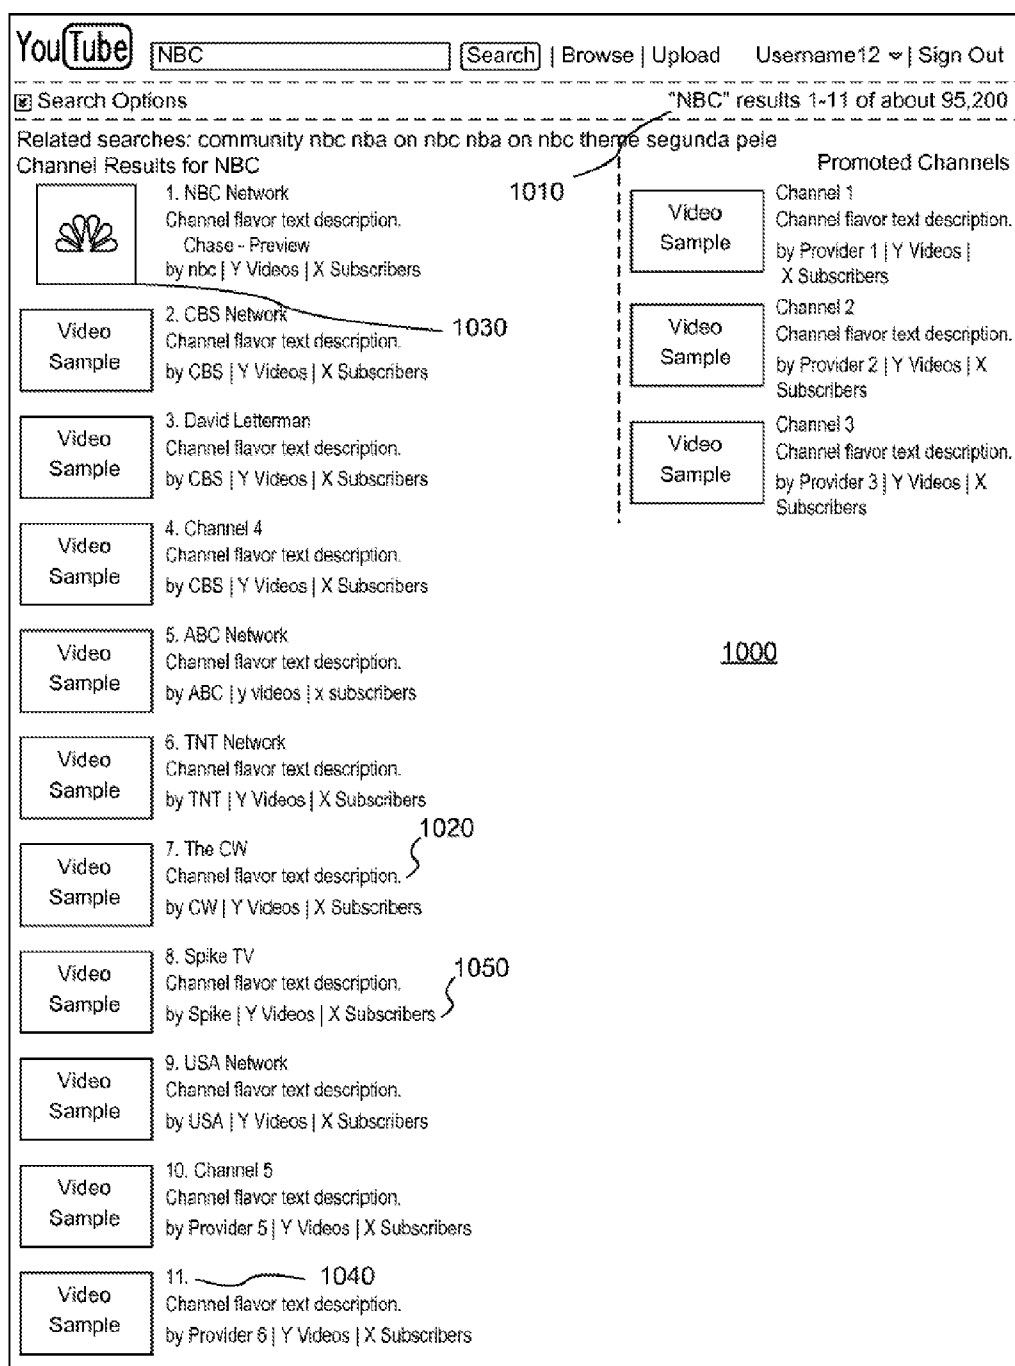 YouTube NBC Search | Browse | Upload Username12 | Sign Out
Search Options "NBC" results 1-11 of about 95,200
Related searches: community nbc nba on nbc nba on nbc theme segunda pele
Channel Results for NBC
1. NBC Network
Channel flavor text description.
Chase - Preview
by nbc | Y Videos | X Subscribers
1030
Video
Sample
2. CBS Network
Channel flavor text description.
by CBS | Y Videos | X Subscribers
Video
Sample
3. David Letterman
Channel flavor text description.
by CBS | Y Videos | X Subscribers
Video
Sample
4. Channel 4
Channel flavor text description.
by CBS | Y Videos | X Subscribers
Video
Sample
5. ABC Network
Channel flavor text description.
by ABC | y videos | x subscribers
Video
Sample
6. TNT Network
Channel flavor text description.
by TNT | Y Videos | X Subscribers
1020
Video
Sample
7. The CW
Channel flavor text description.
by CW | Y Videos | X Subscribers
Video
Sample
8. Spike TV
Channel flavor text description.
by Spike | Y Videos | X Subscribers
1050
Video
Sample
9. USA Network
Channel flavor text description.
by USA | Y Videos | X Subscribers
Video
Sample
10. Channel 5
Channel flavor text description.
by Provider 5 | Y Videos | X Subscribers
Video
Sample
11.
1040
Channel flavor text description.
by Provider 6 | Y Videos | X Subscribers
1010
Promoted Channels
Video
Sample
Channel 1
Channel flavor text description.
by Provider 1 | Y Videos |
X Subscribers
Video
Sample
Channel 2
Channel flavor text description.
by Provider 2 | Y Videos | X
Subscribers
Video
Sample
Channel 3
Channel flavor text description.
by Provider 3 | Y Videos | X
Subscribers
1000